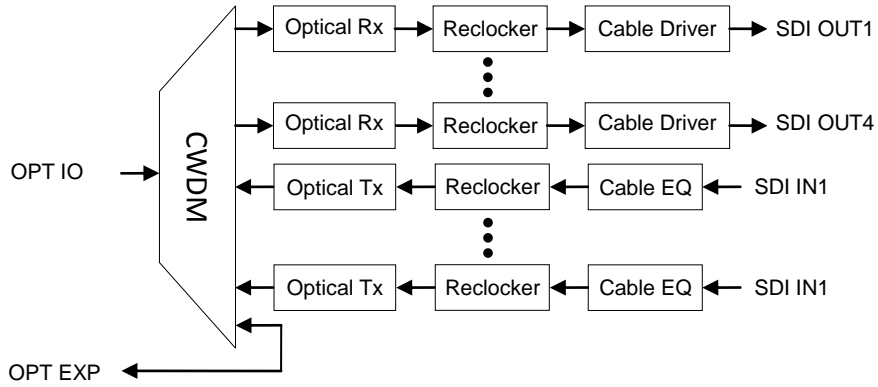 Optical Rx Reclocker Cable Driver SDI OUT1
Optical Rx Reclocker Cable Driver SDI OUT4
OPT IO
CWDM
Optical Tx Reclocker Cable EQ SDI IN1
Optical Tx Reclocker Cable EQ SDI IN1
OPT EXP